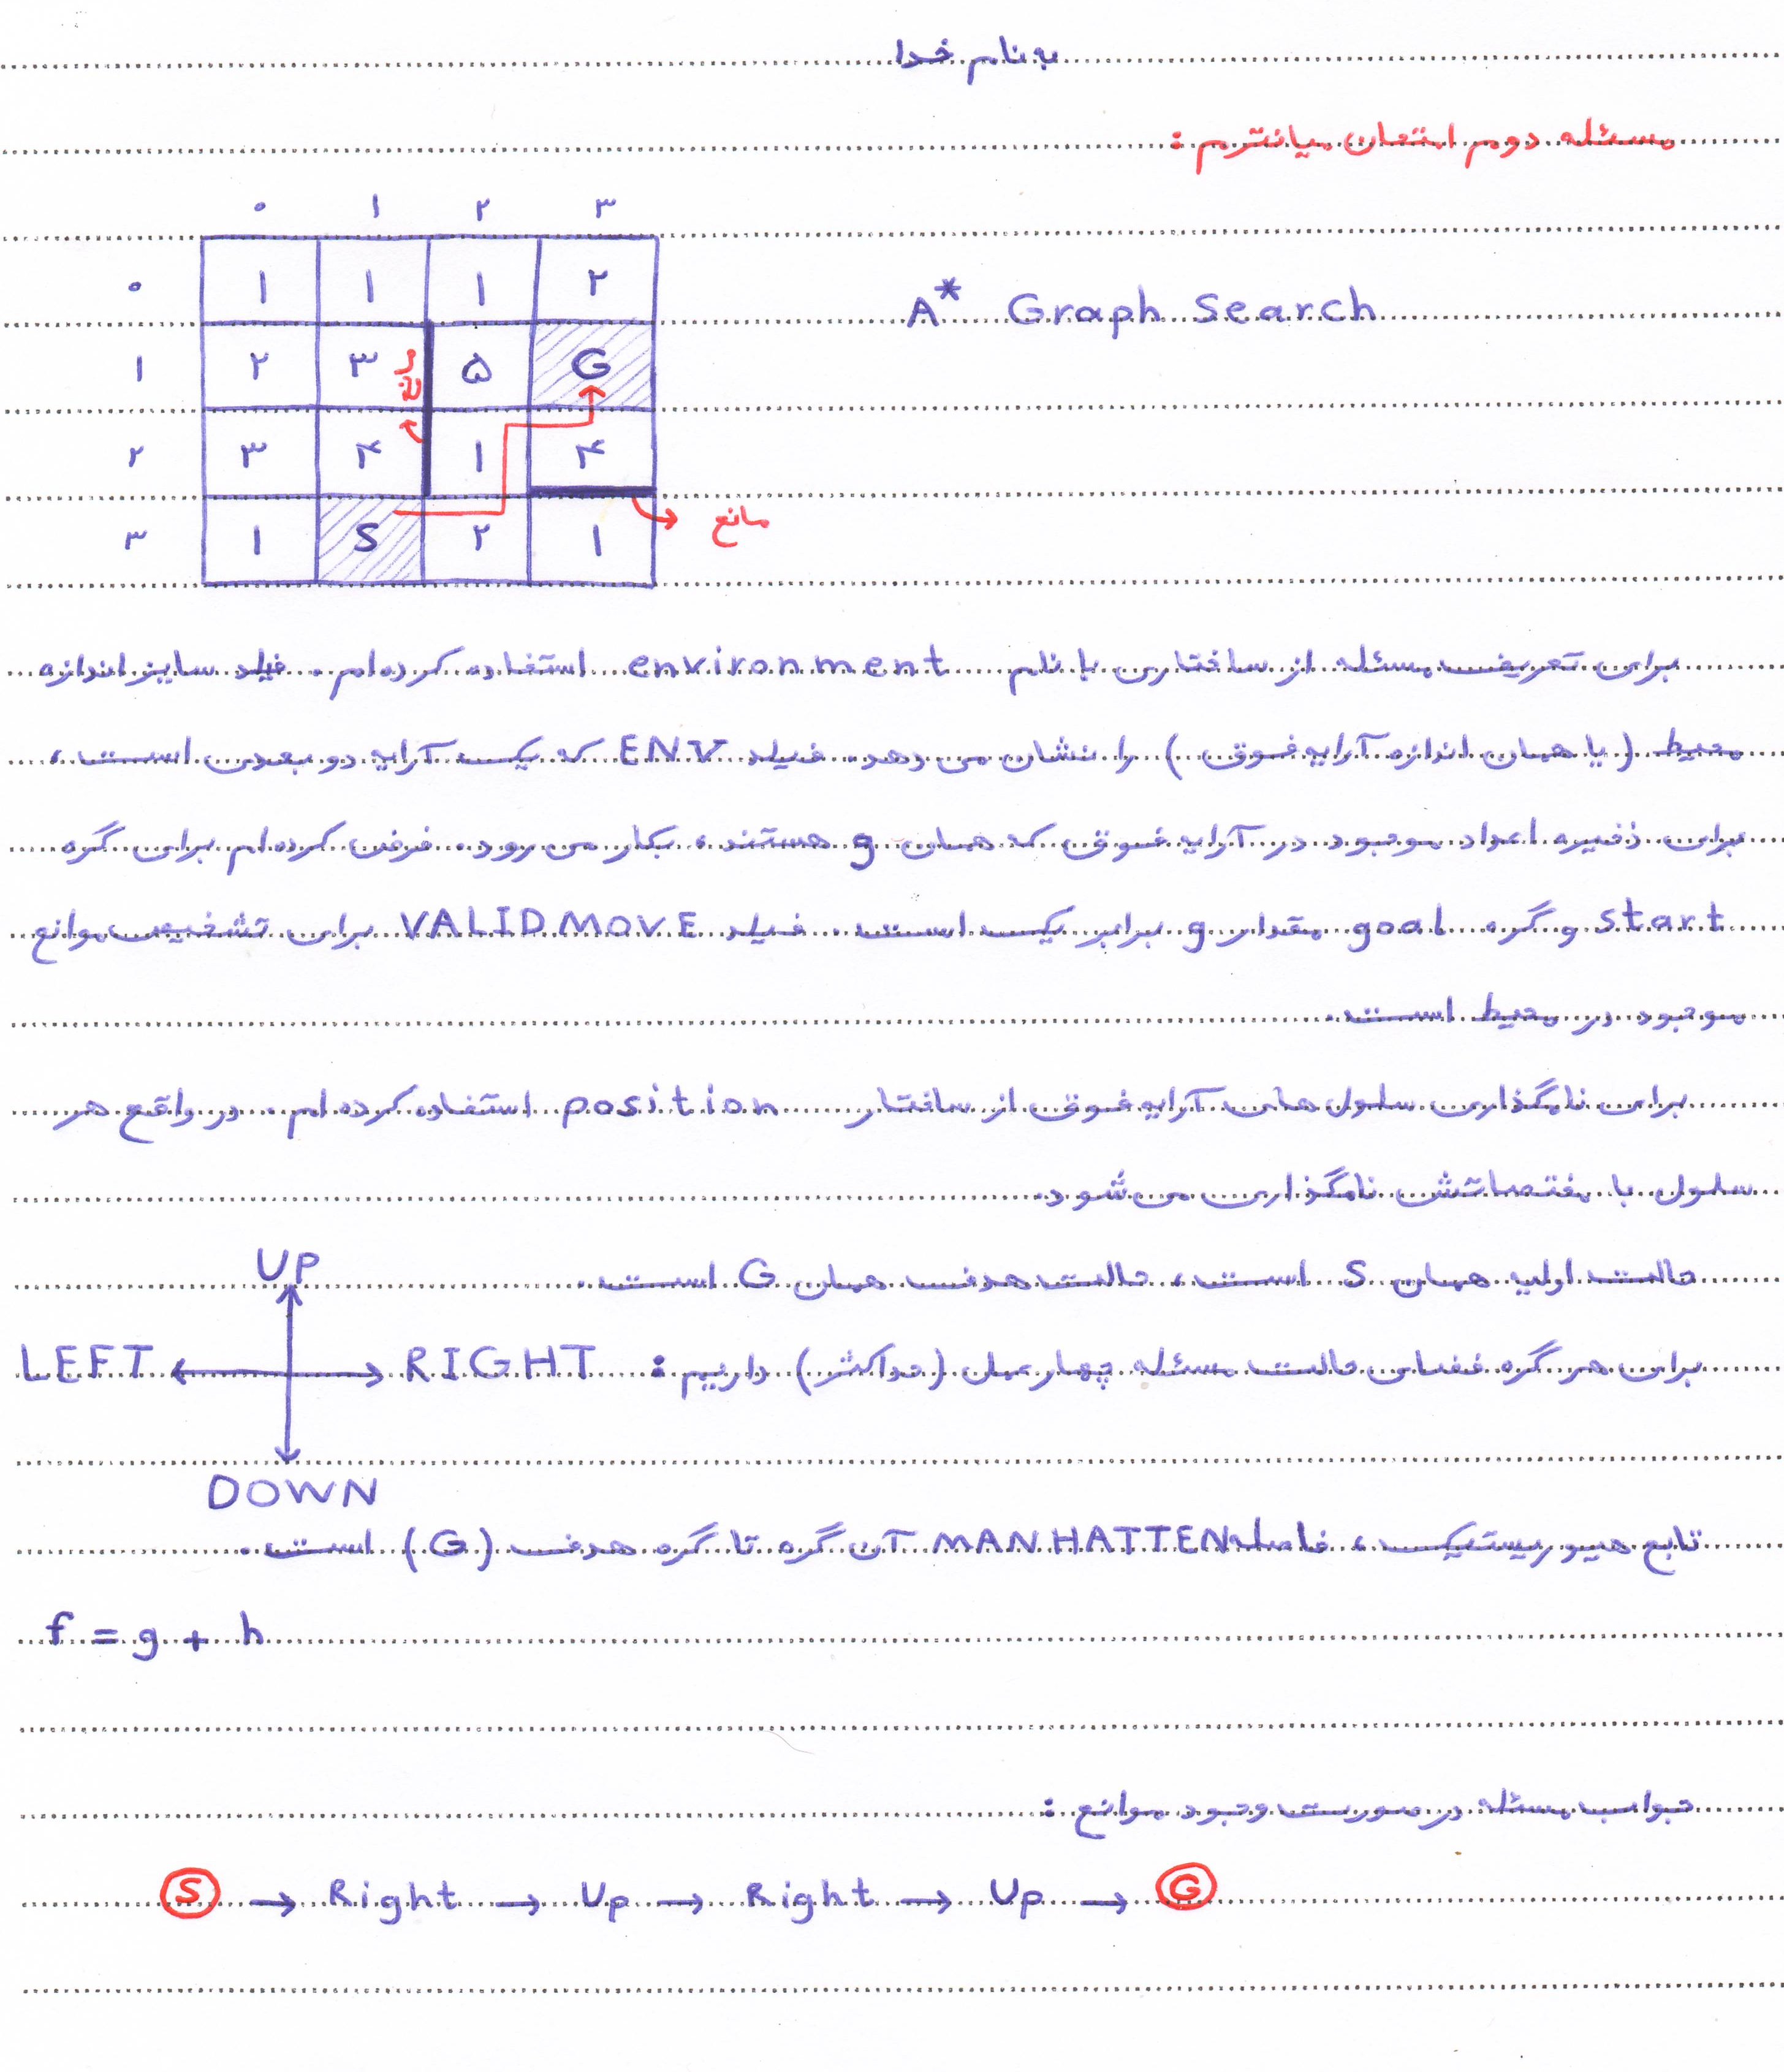 به نام خدا
مسئله دوم امتحان میانترم :
۰ ۱ ۲ ۳
۰ ۱ ۱ ۱ ۲
A* Graph Search
۱ ۲ ۳ مانع ۵ G
۲ ۳ ۴ ۱ ۴
مانع
۳ ۱ S ۲ ۱
برای تعریف مسئله از ساختاری با نام environment استفاده کرده‌ام. فیلد سایز اندازه
محیط (یا همان اندازه آرایه فوق) را نشان می دهد. فیلد ENV که یک آرایه دو بعدی است،
برای ذخیره اعداد موجود در آرایه فوق که همان g هستند، بکار می رود. فرض کرده‌ام برای گره
start و گره goal مقدار g برابر یک است. فیلد VALIDMOVE برای تشخیص موانع
موجود در محیط است.
برای نامگذاری سلول های آرایه فوق از ساختار position استفاده کرده‌ام. در واقع هر
سلول با مختصاتش نامگذاری می شود.
حالت اولیه همان S است، حالت هدف همان G است.
برای هر گره فضای حالت مسئله چهار عمل (حداکثر) داریم :
UP
LEFT RIGHT
DOWN
تابع هیوریستیک، فاصله MANHATTEN آن گره تا گره هدف (G) است.
f = g + h
جواب مسئله در صورت وجود موانع :
S → Right → Up → Right → Up → G